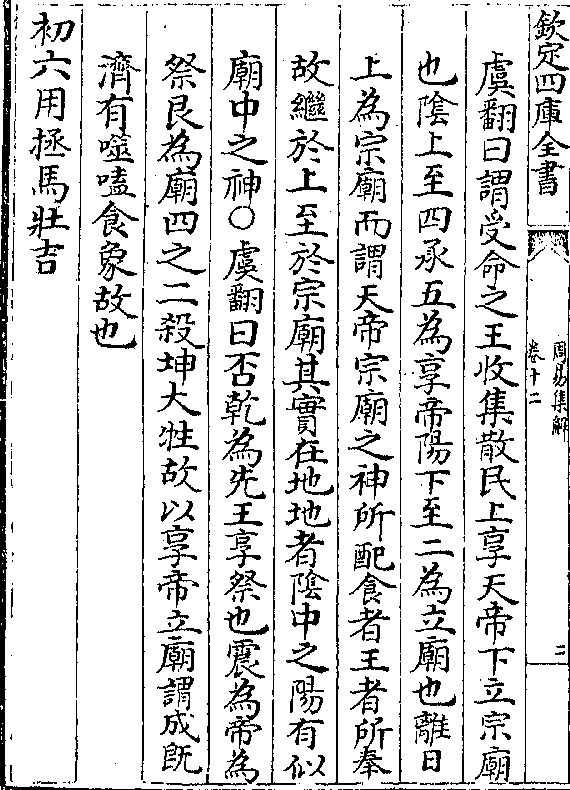 欽定四庫全書
周易集解
卷十二
二
虞翻曰謂受命之王收集散民上享天帝下立宗廟
也陰上至四承五為享帝陽下至二為立廟也離日
上為宗廟而謂天帝宗廟之神所配食者王者所奉
故繼於上至於宗廟其實在地地者陰中之陽有似
廟中之神○虞翻曰否乾為先王享祭也震為帝為
祭艮為廟四之二殺坤大牲故以享帝立廟謂成既
濟有噬嗑食象故也
初六用拯馬壯吉